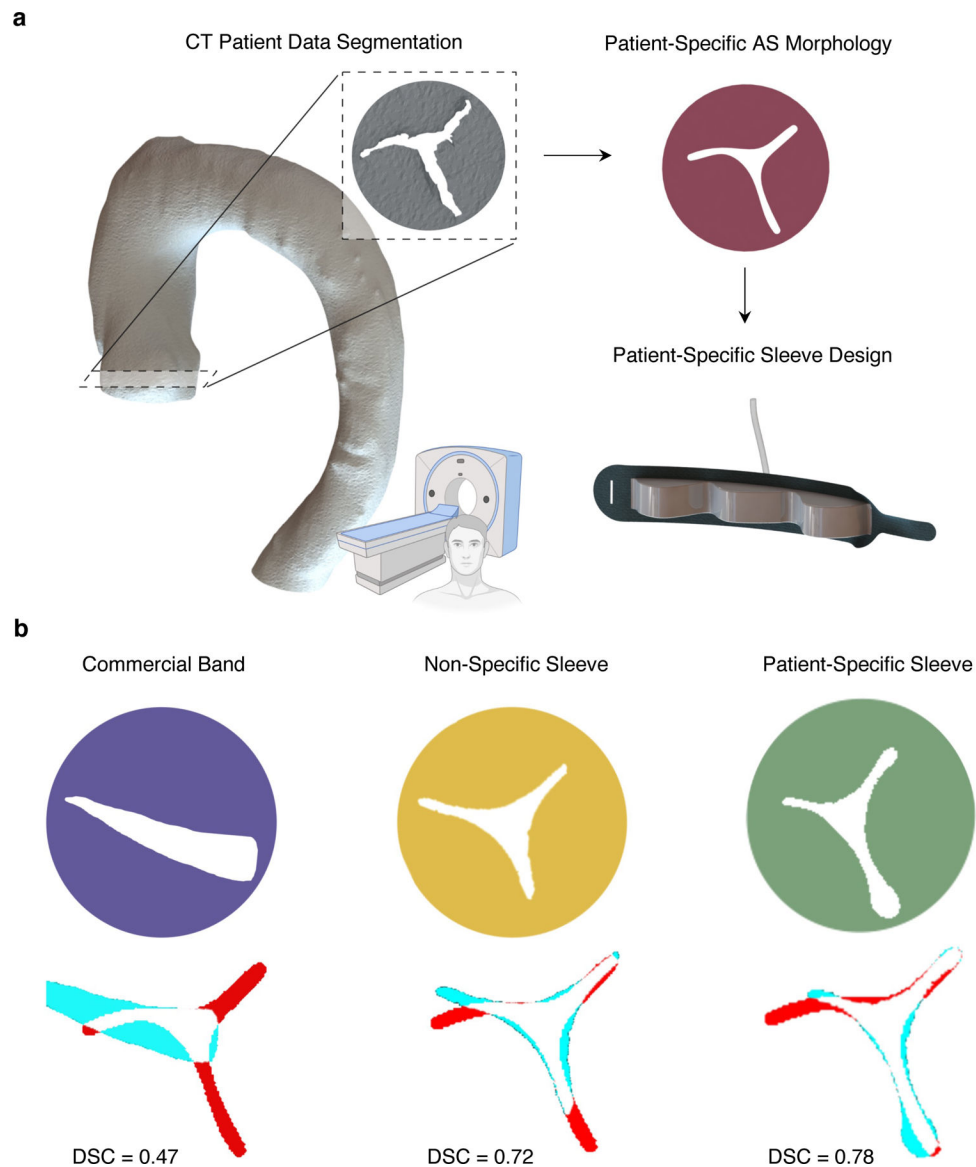 a
CT Patient Data Segmentation
Patient-Specific AS Morphology
Patient-Specific Sleeve Design
b
Commercial Band
Non-Specific Sleeve
Patient-Specific Sleeve
DSC = 0.47
DSC = 0.72
DSC = 0.78